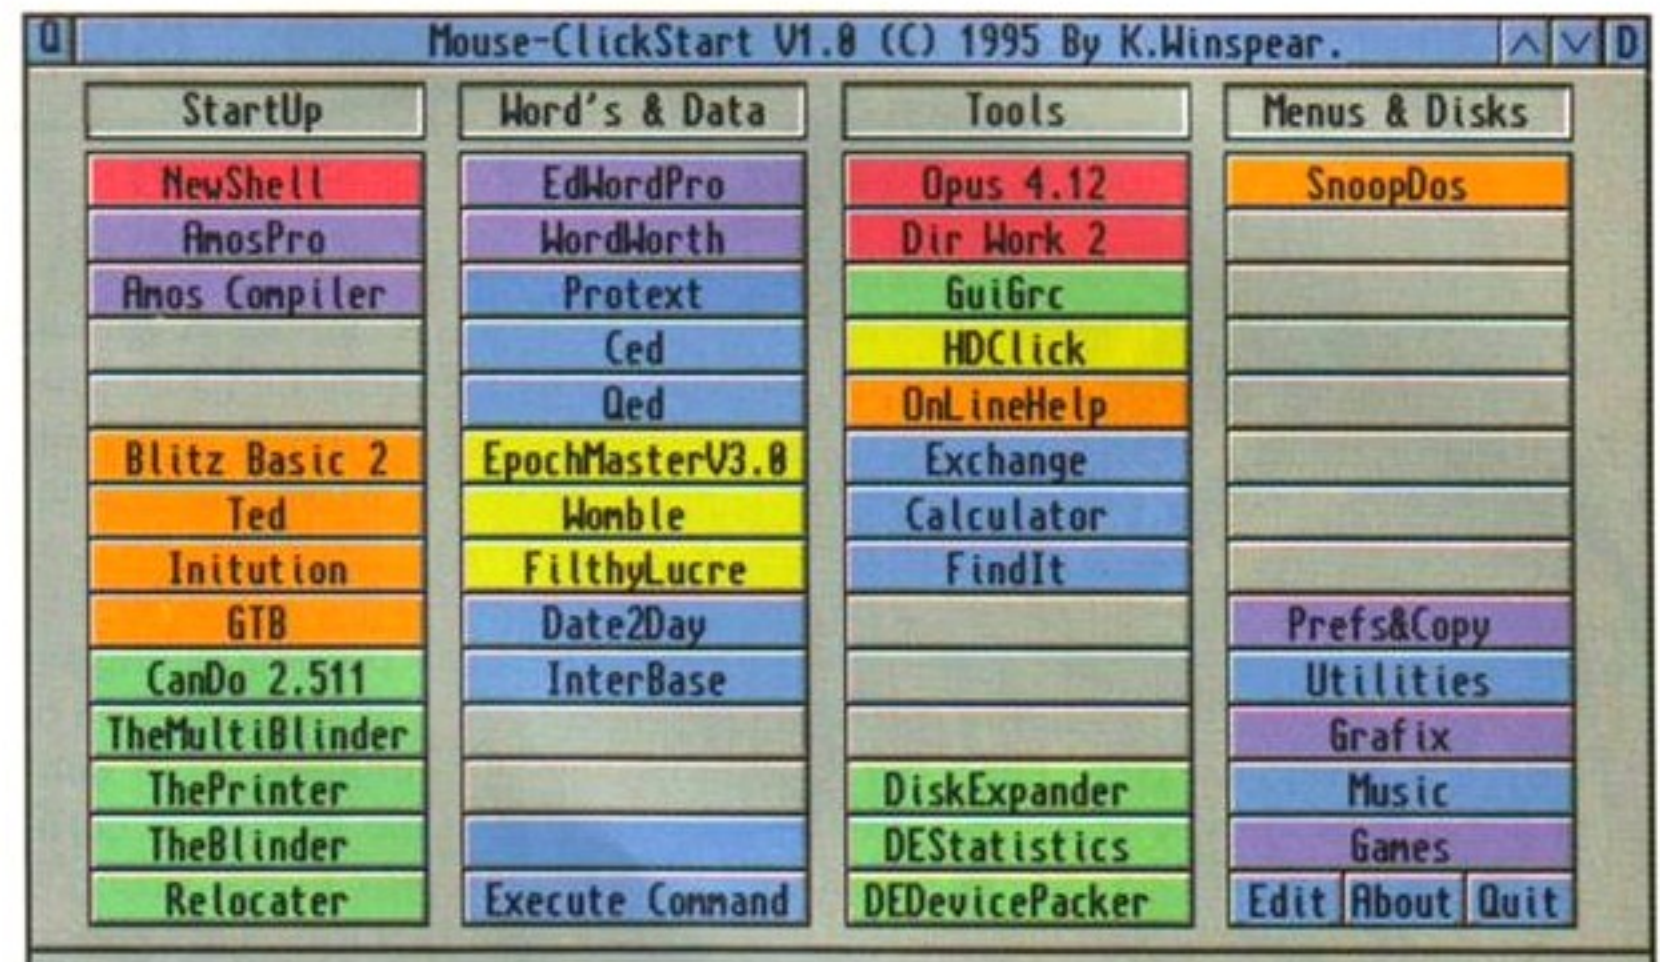 Q Mouse-ClickStart V1.0 (C) 1995 By K.Winspear. D
StartUp
NewShell
AmosPro
Amos Compiler
Blitz Basic 2
Ted
Initution
GTB
CanDo 2.511
TheMultiBlinder
ThePrinter
TheBlinder
Relocater
Word's & Data
EdWordPro
WordWorth
Protext
Ced
Qed
EpochMasterV3.0
Womble
FilthyLucre
Date2Day
InterBase
Execute Command
Tools
Opus 4.12
Dir Work 2
GuiGrc
HDClick
OnLineHelp
Exchange
Calculator
FindIt
DiskExpander
DEStatistics
DEDevicePacker
Menus & Disks
SnoopDos
Prefs&Copy
Utilities
Grafix
Music
Games
Edit About Quit